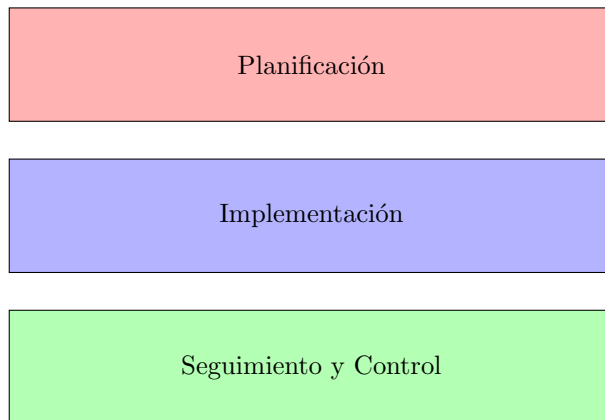 Planificación
Implementación
Seguimiento y Control